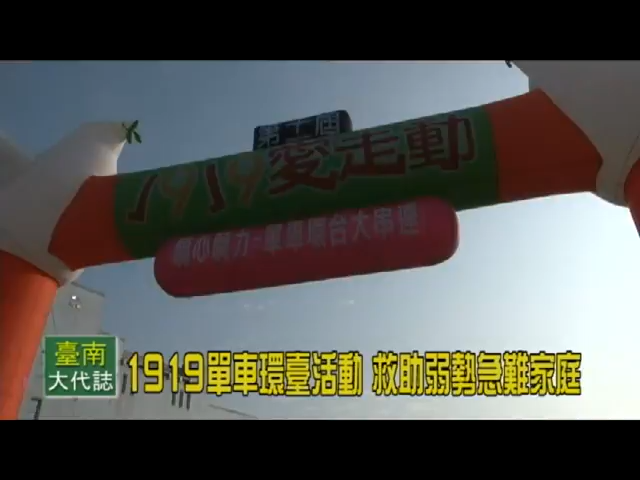 第十屆
1919愛走動
願心願力-單車環台大串連
臺南
大代誌
1919單車環臺活動 救助弱勢急難家庭